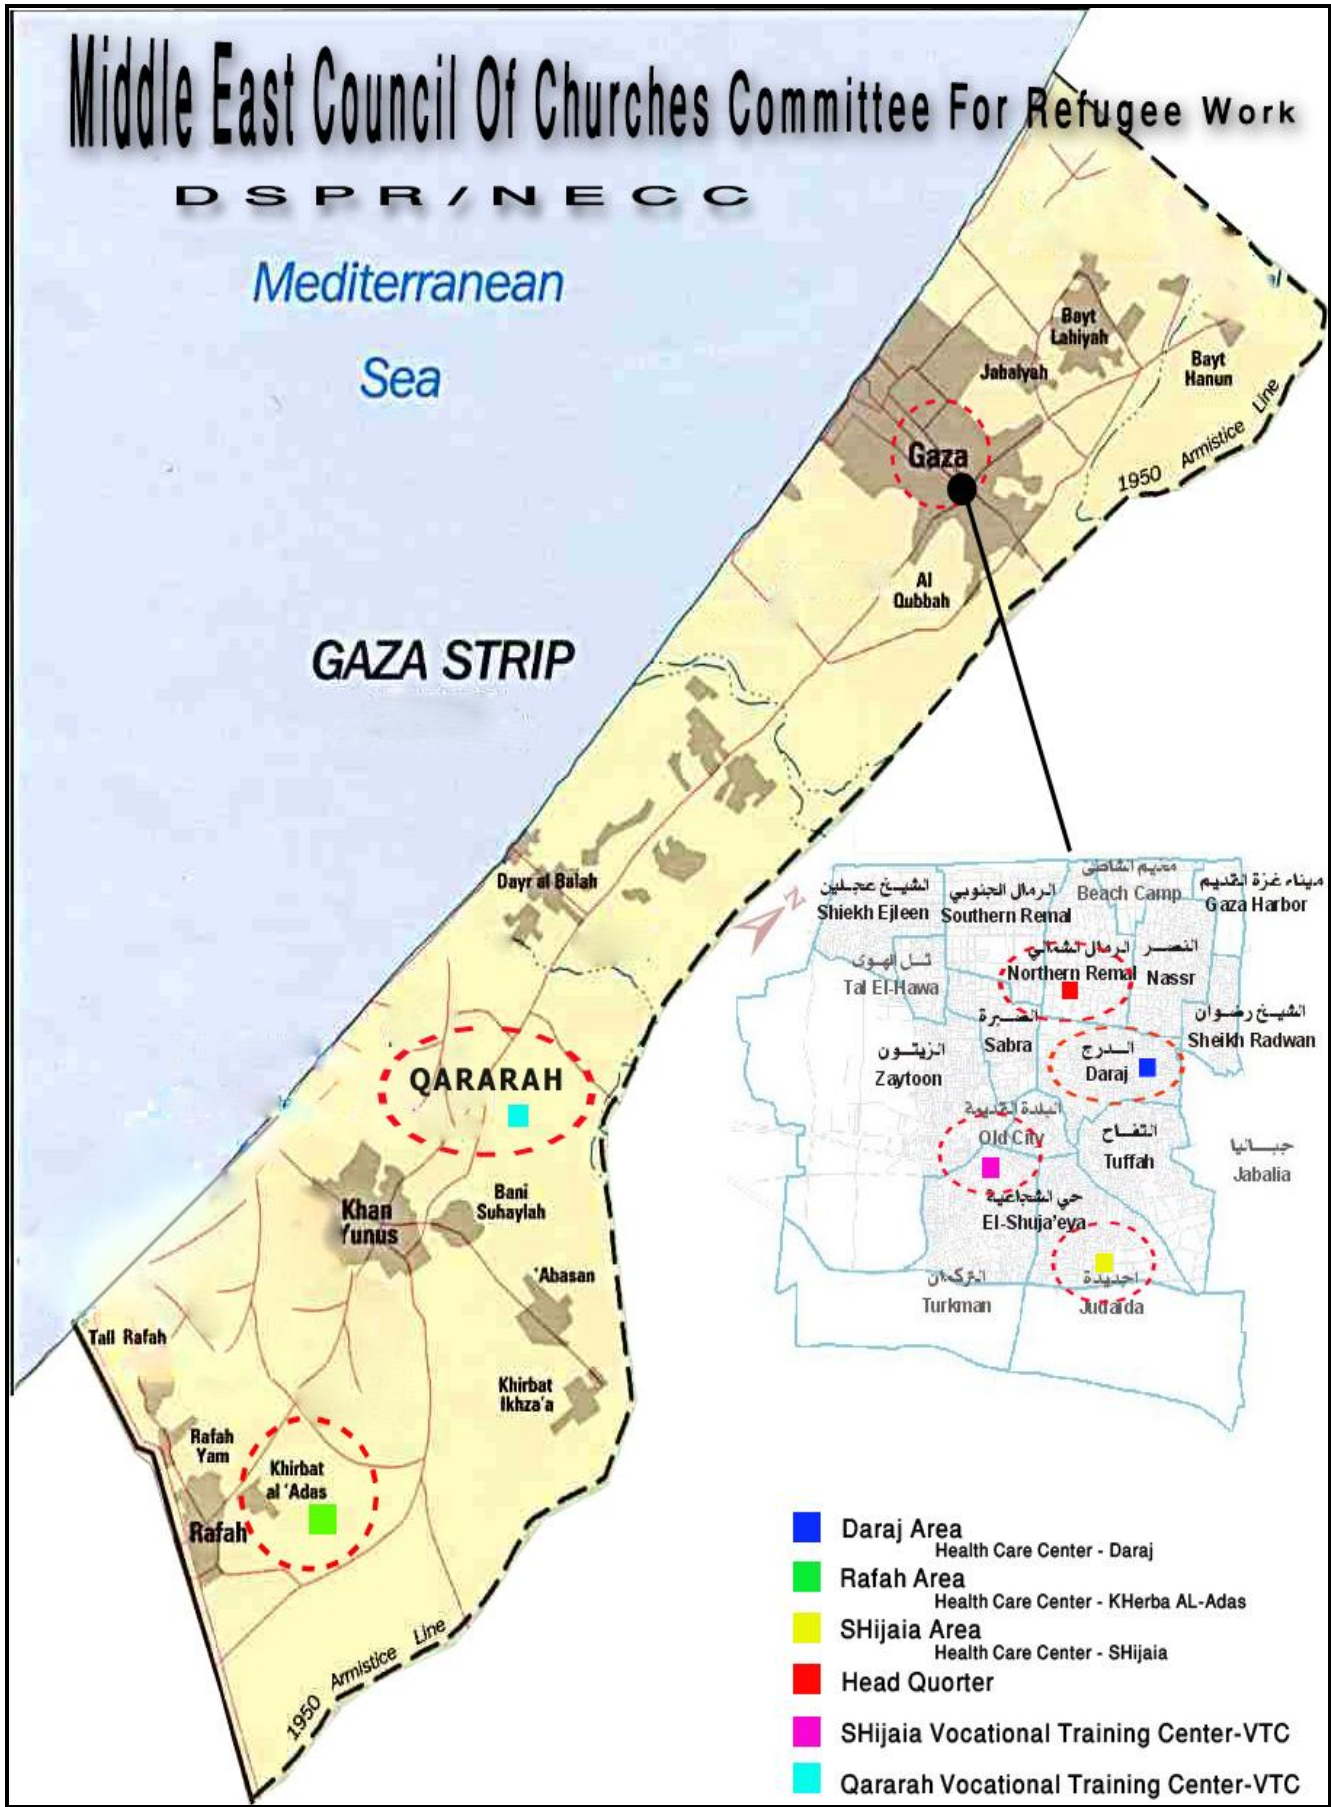 Middle East Council Of Churches Committee For Refugee Work
DSPR/NECC
Mediterranean
Sea
GAZA STRIP
Bayt
Lahiyah
Jabalyah
Bayt
Hanun
Gaza
1950 Armistice Line
Al
Qubbah
Dayr al Balah
QARARAH
Khan
Yunus
Bani
Suhaylah
'Abasan
Khirbat
Ikhza'a
Tall Rafah
Rafah
Yam
Khirbat
al 'Adas
Rafah
1950 Armistice Line
N
مخيم الشاطئ
Beach Camp
الشيخ عجلين
Shiekh Ejleen
الرمال الجنوبي
Southern Remal
ميناء غزة القديم
Gaza Harbor
الرمال الشمالي
Northern Remal
النصر
Nassr
تل الهوى
Tal El-Hawa
الصبرة
Sabra
الشيخ رضوان
Sheikh Radwan
الزيتون
Zaytoon
الدرج
Daraj
البلدة القديمة
Old City
التفاح
Tuffah
جباليا
Jabalia
حي الشجاعية
El-Shuja'eya
التركمان
Turkman
اجديدة
Judaida
Daraj Area
Health Care Center - Daraj
Rafah Area
Health Care Center - KHerba AL-Adas
SHijaia Area
Health Care Center - SHijaia
Head Quorter
SHijaia Vocational Training Center-VTC
Qararah Vocational Training Center-VTC